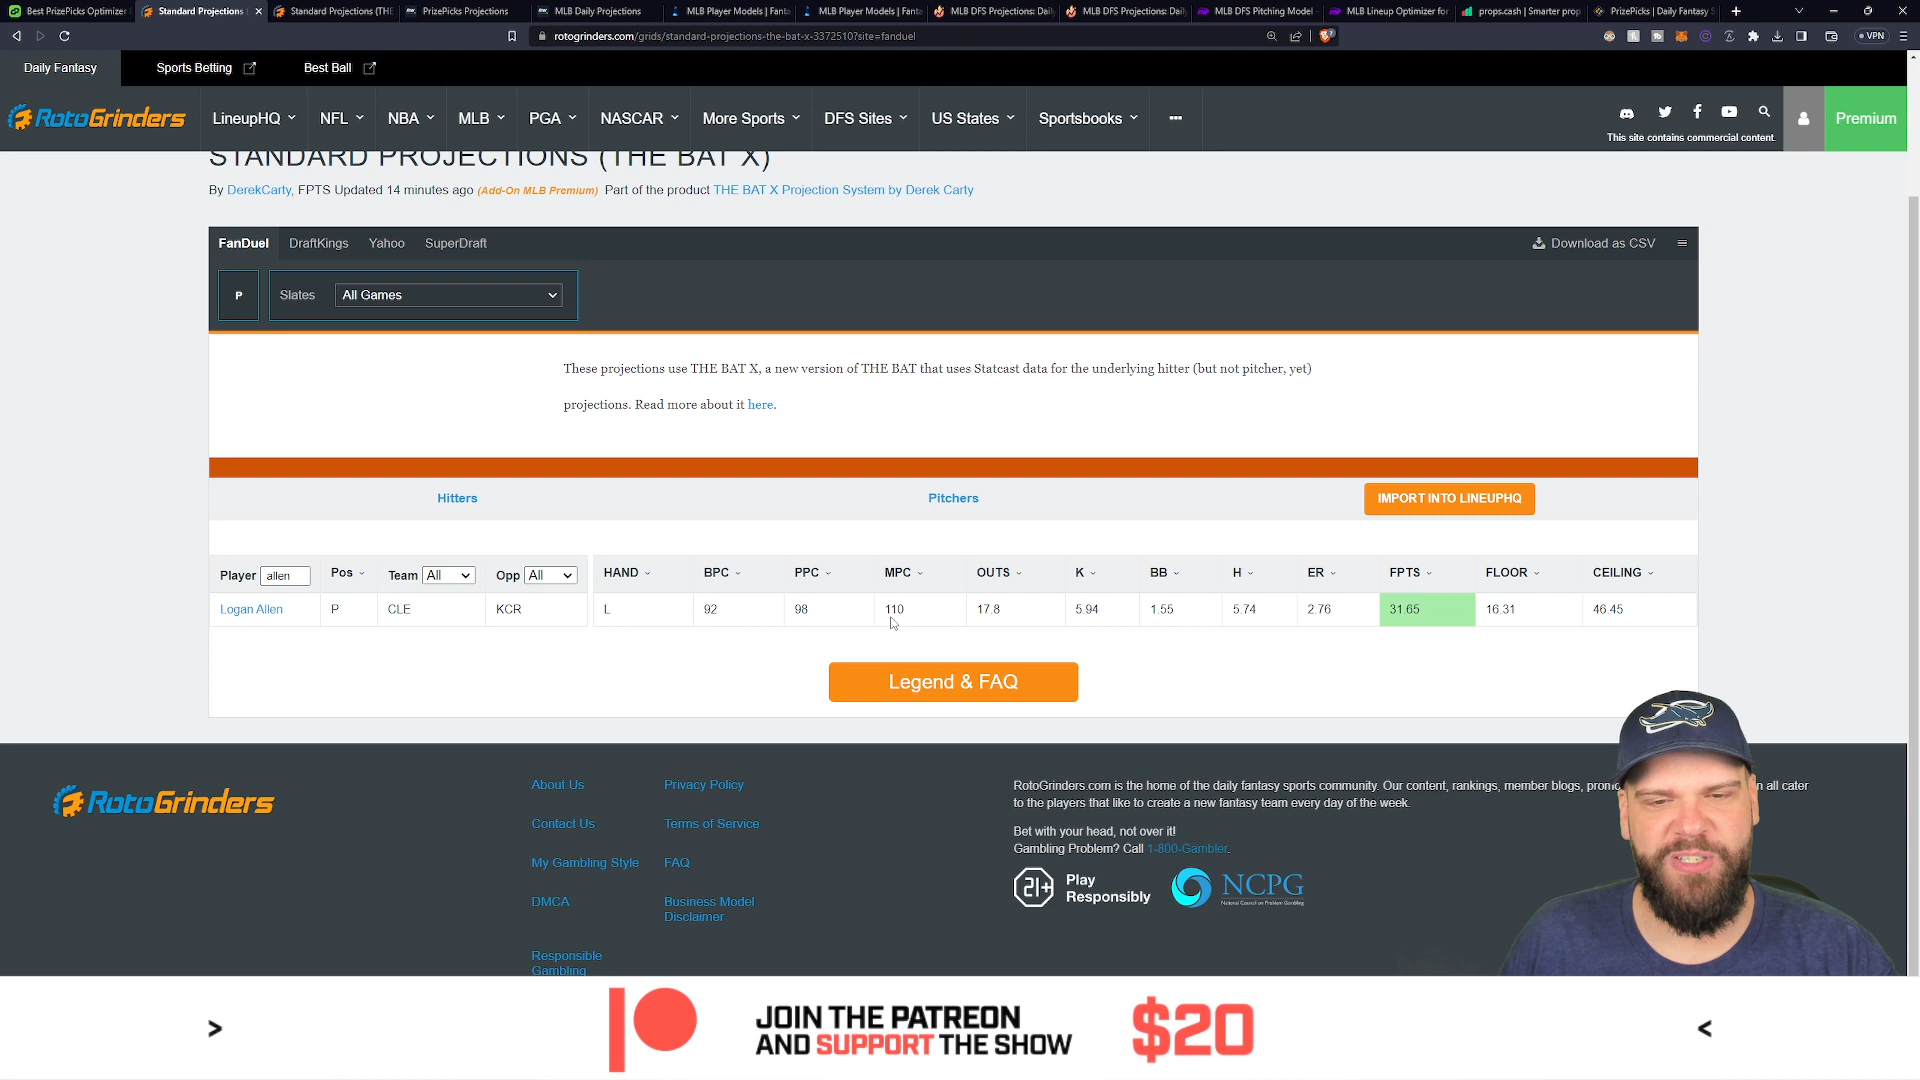 Best PrizePicks Optimizer
Standard Projections
Standard Projections (THE
PrizePicks Projections
MLB Daily Projections
MLB Player Models | Fanta
MLB Player Models | Fanta
MLB DFS Projections: Dail
MLB DFS Projections: Dail
MLB DFS Pitching Model
MLB Lineup Optimizer for
props.cash | Smarter prop
PrizePicks | Daily Fantasy S
rotogrinders.com/grids/standard-projections-the-bat-x-3372510?site=fanduel
VPN
Daily Fantasy
Sports Betting
Best Ball
RotoGrinders
LineupHQ
NFL
NBA
MLB
PGA
NASCAR
More Sports
DFS Sites
US States
Sportsbooks
This site contains commercial content.
Premium
STANDARD PROJECTIONS (THE BAT X)
By DerekCarty, FPTS Updated 14 minutes ago (Add-On MLB Premium) Part of the product THE BAT X Projection System by Derek Carty
FanDuel DraftKings Yahoo SuperDraft
Download as CSV
P
Slates
All Games
These projections use THE BAT X, a new version of THE BAT that uses Statcast data for the underlying hitter (but not pitcher, yet)
projections. Read more about it here.
Hitters
Pitchers
IMPORT INTO LINEUPHQ
Player allen Pos Team All Opp All HAND BPC PPC MPC OUTS K BB H ER FPTS FLOOR CEILING
Logan Allen P CLE KCR L 92 98 110 17.8 5.94 1.55 5.74 2.76 31.65 16.31 46.45
Legend & FAQ
RotoGrinders
About Us
Contact Us
My Gambling Style
DMCA
Responsible
Gambling
Privacy Policy
Terms of Service
FAQ
Business Model
Disclaimer
RotoGrinders.com is the home of the daily fantasy sports community. Our content, rankings, member blogs, n all cater
to the players that like to create a new fantasy team every day of the week.
Bet with your head, not over it!
Gambling Problem? Call 1-800-Gambler.
21+
Play
Responsibly
NCPG
National Council on Problem Gambling
JOIN THE PATREON
AND SUPPORT THE SHOW
$20